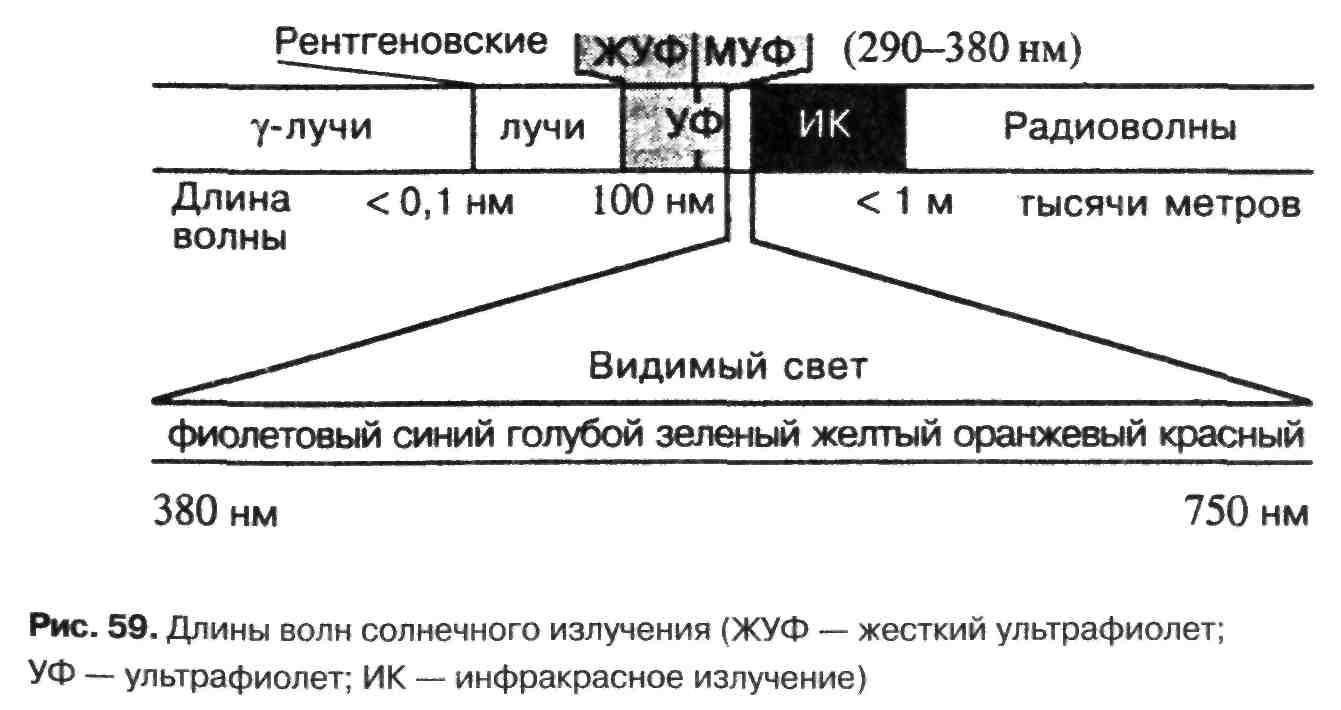 Рентгеновские ЖУФ МУФ (290–380 нм)
γ-лучи лучи УФ ИК Радиоволны
Длина < 0,1 нм 100 нм < 1 м тысячи метров
волны
Видимый свет
фиолетовый синий голубой зеленый желтый оранжевый красный
380 нм 750 нм
Рис. 59. Длины волн солнечного излучения (ЖУФ — жесткий ультрафиолет;
УФ — ультрафиолет; ИК — инфракрасное излучение)